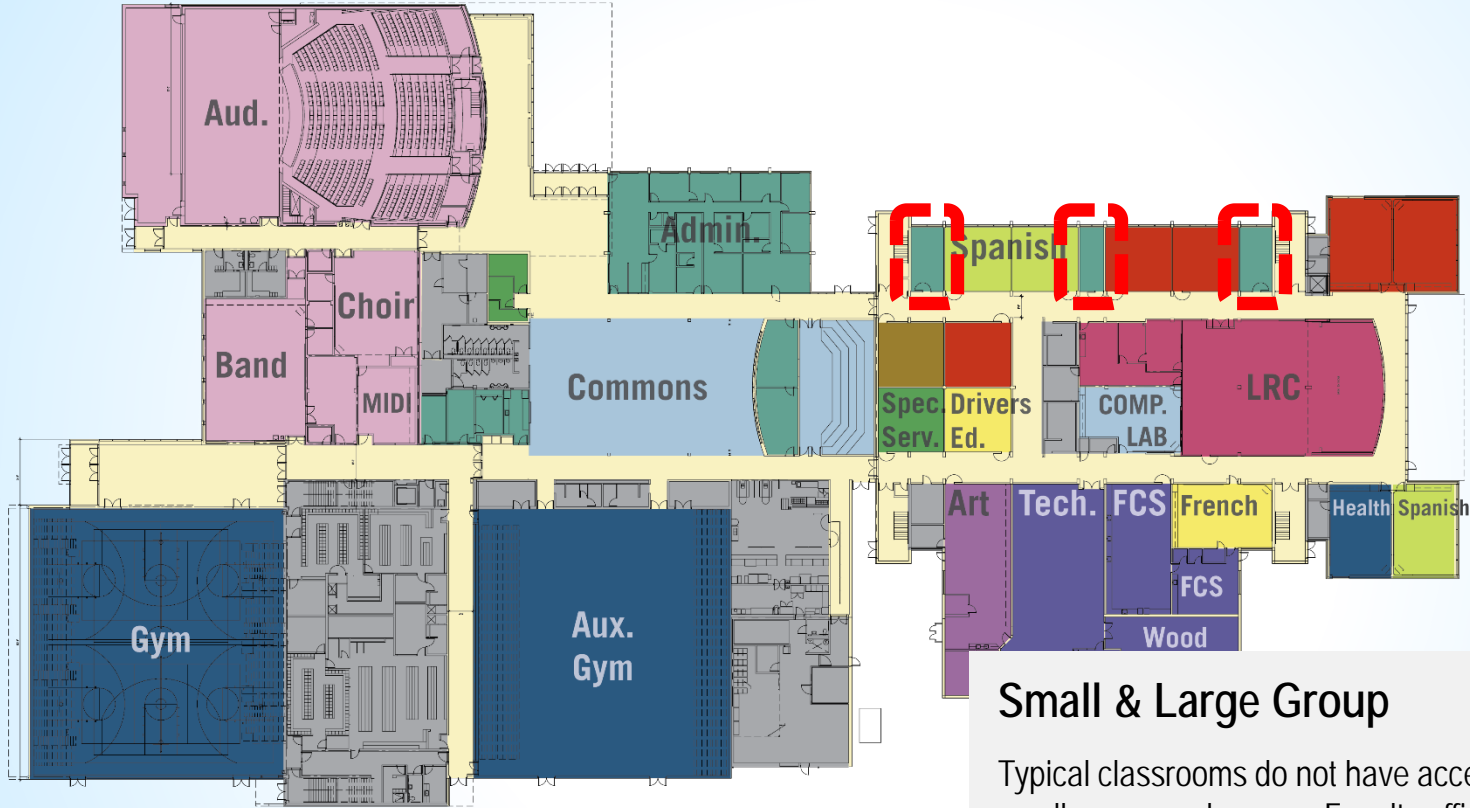 Aud.
Admin.
Spanish
Choir
Band
MIDI
Commons
Spec.
Serv.
Drivers
Ed.
COMP.
LAB
LRC
Art
Tech.
FCS
French
Health
Spanish
FCS
Wood
Gym
Aux.
Gym
Small & Large Group
Typical classrooms do not have acce